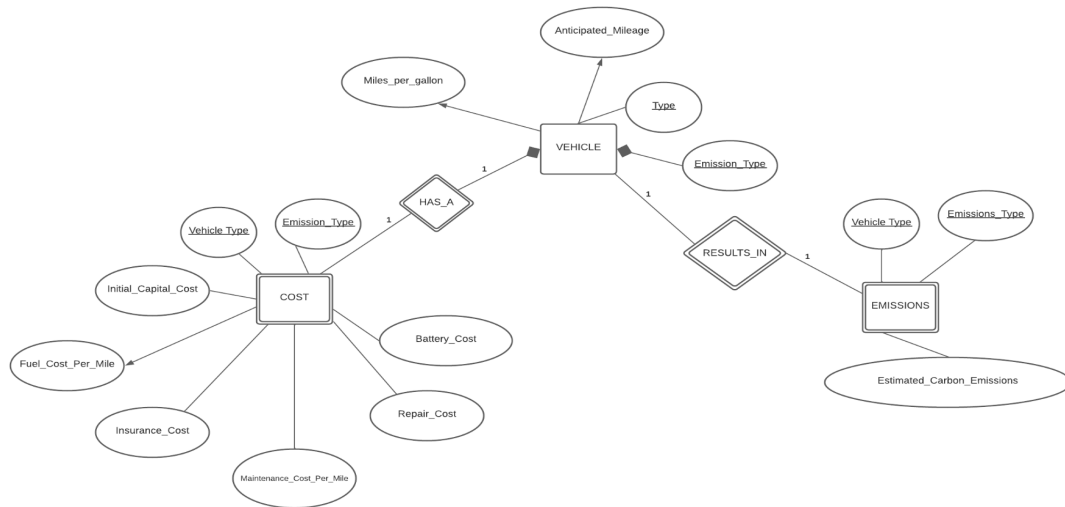 Anticipated_Mileage
Miles_per_gallon
Type
VEHICLE
Emission_Type
1
HAS_A
1
1
Vehicle Type
Emission_Type
Vehicle Type
Emissions_Type
RESULTS_IN
1
Initial_Capital_Cost
COST
EMISSIONS
Battery_Cost
Fuel_Cost_Per_Mile
Estimated_Carbon_Emissions
Repair_Cost
Insurance_Cost
Maintenance_Cost_Per_Mile